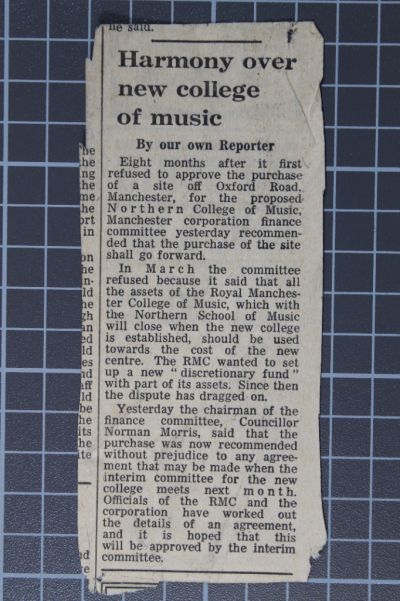 he said.
Harmony over
new college
of music
By our own Reporter
Eight months after it first
refused to approve the purchase
of a site off Oxford Road,
Manchester, for the proposed
Northern College of Music,
Manchester corporation finance
committee yesterday recommen-
ded that the purchase of the site
shall go forward.
In March the committee
refused because it said that all
the assets of the Royal Manches-
ter College of Music, which with
the Northern School of Music
will close when the new college
is established, should be used
towards the cost of the new
centre. The RMC wanted to set
up a new "discretionary fund"
with part of its assets. Since then
the dispute has dragged on.
Yesterday the chairman of the
finance committee, Councillor
Norman Morris, said that the
purchase was now recommended
without prejudice to any agree-
ment that may be made when the
interim committee for the new
college meets next month.
Officials of the RMC and the
corporation have worked out
the details of an agreement,
and it is hoped that this
will be approved by the interim
committee.